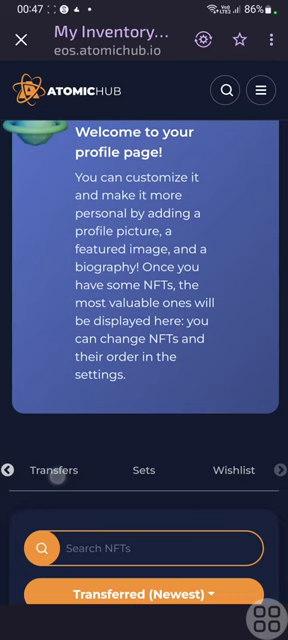 00:47
86%
My Inventory...
eos.atomichub.io
ATOMICHUB
Welcome to your
profile page!
You can customize it
and make it more
personal by adding a
profile picture, a
featured image, and a
biography! Once you
have some NFTs, the
most valuable ones will
be displayed here: you
can change NFTs and
their order in the
settings.
Transfers Sets Wishlist
Search NFTs
Transferred (Newest)